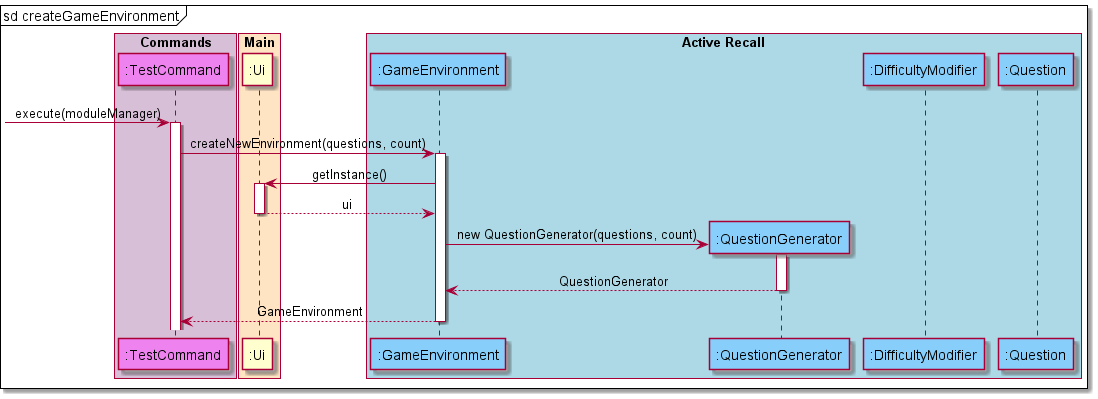 sd createGameEnvironment
Commands
Main
Active Recall
:TestCommand
:Ui
:GameEnvironment
:DifficultyModifier
:Question
execute(moduleManager)
createNewEnvironment(questions, count)
getInstance()
ui
new QuestionGenerator(questions, count)
:QuestionGenerator
QuestionGenerator
GameEnvironment
:TestCommand
:Ui
:GameEnvironment
:QuestionGenerator
:DifficultyModifier
:Question